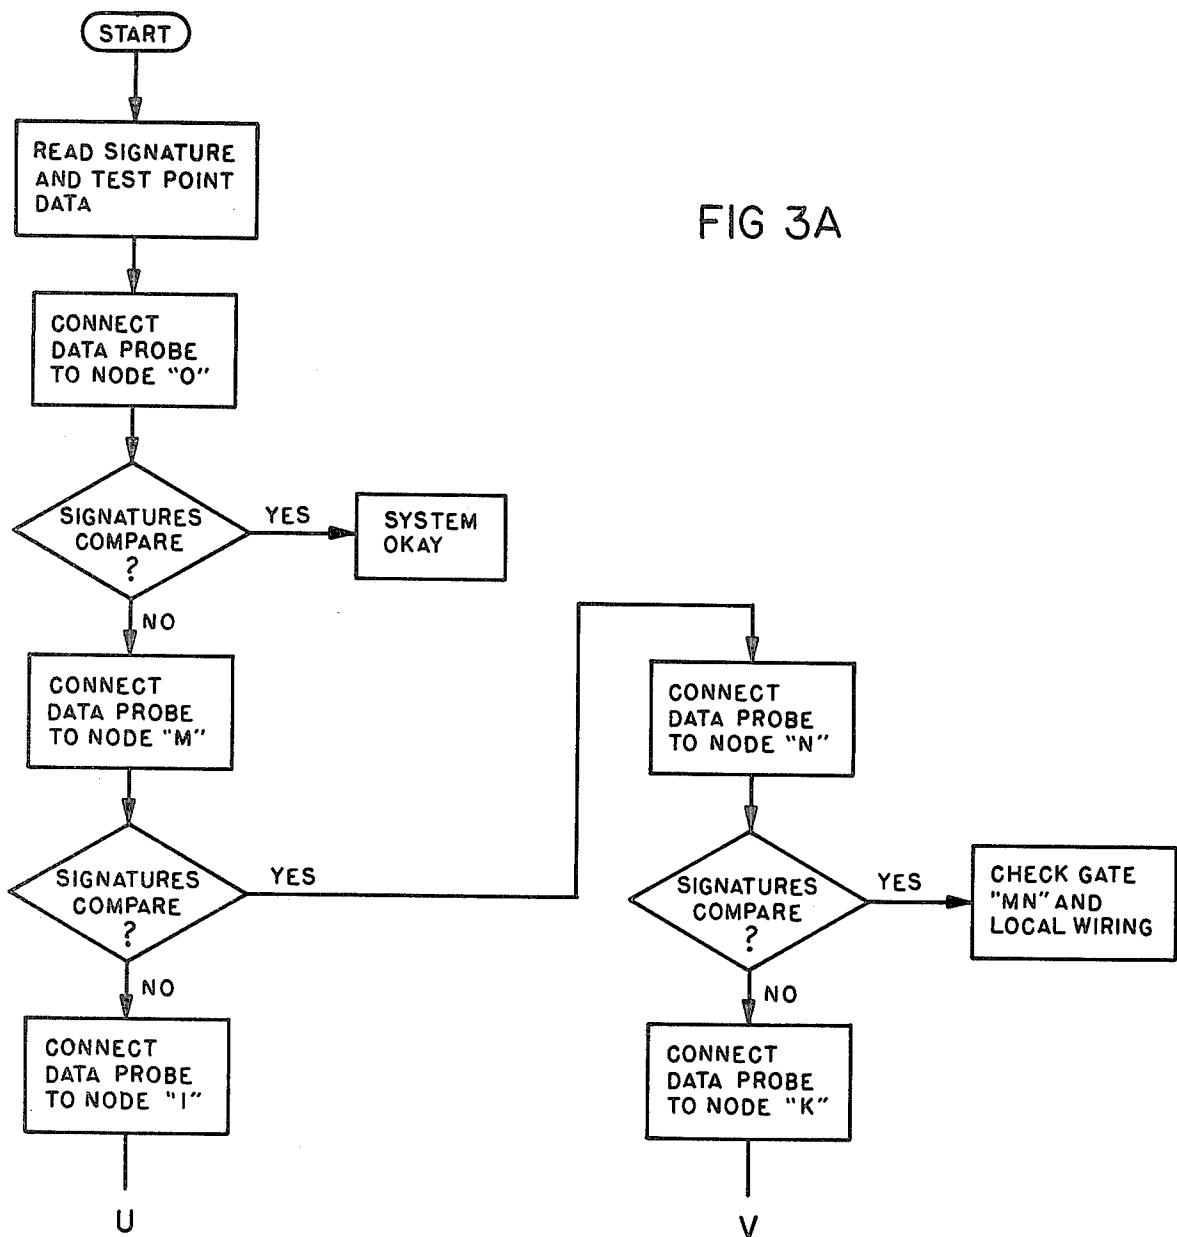 START
READ SIGNATURE
AND TEST POINT
DATA
FIG 3A
CONNECT
DATA PROBE
TO NODE "O"
SIGNATURES
COMPARE
?
YES
SYSTEM
OKAY
NO
CONNECT
DATA PROBE
TO NODE "M"
SIGNATURES
COMPARE
?
YES
NO
CONNECT
DATA PROBE
TO NODE "I"
U
CONNECT
DATA PROBE
TO NODE "N"
SIGNATURES
COMPARE
?
YES
CHECK GATE
"MN" AND
LOCAL WIRING
NO
CONNECT
DATA PROBE
TO NODE "K"
V